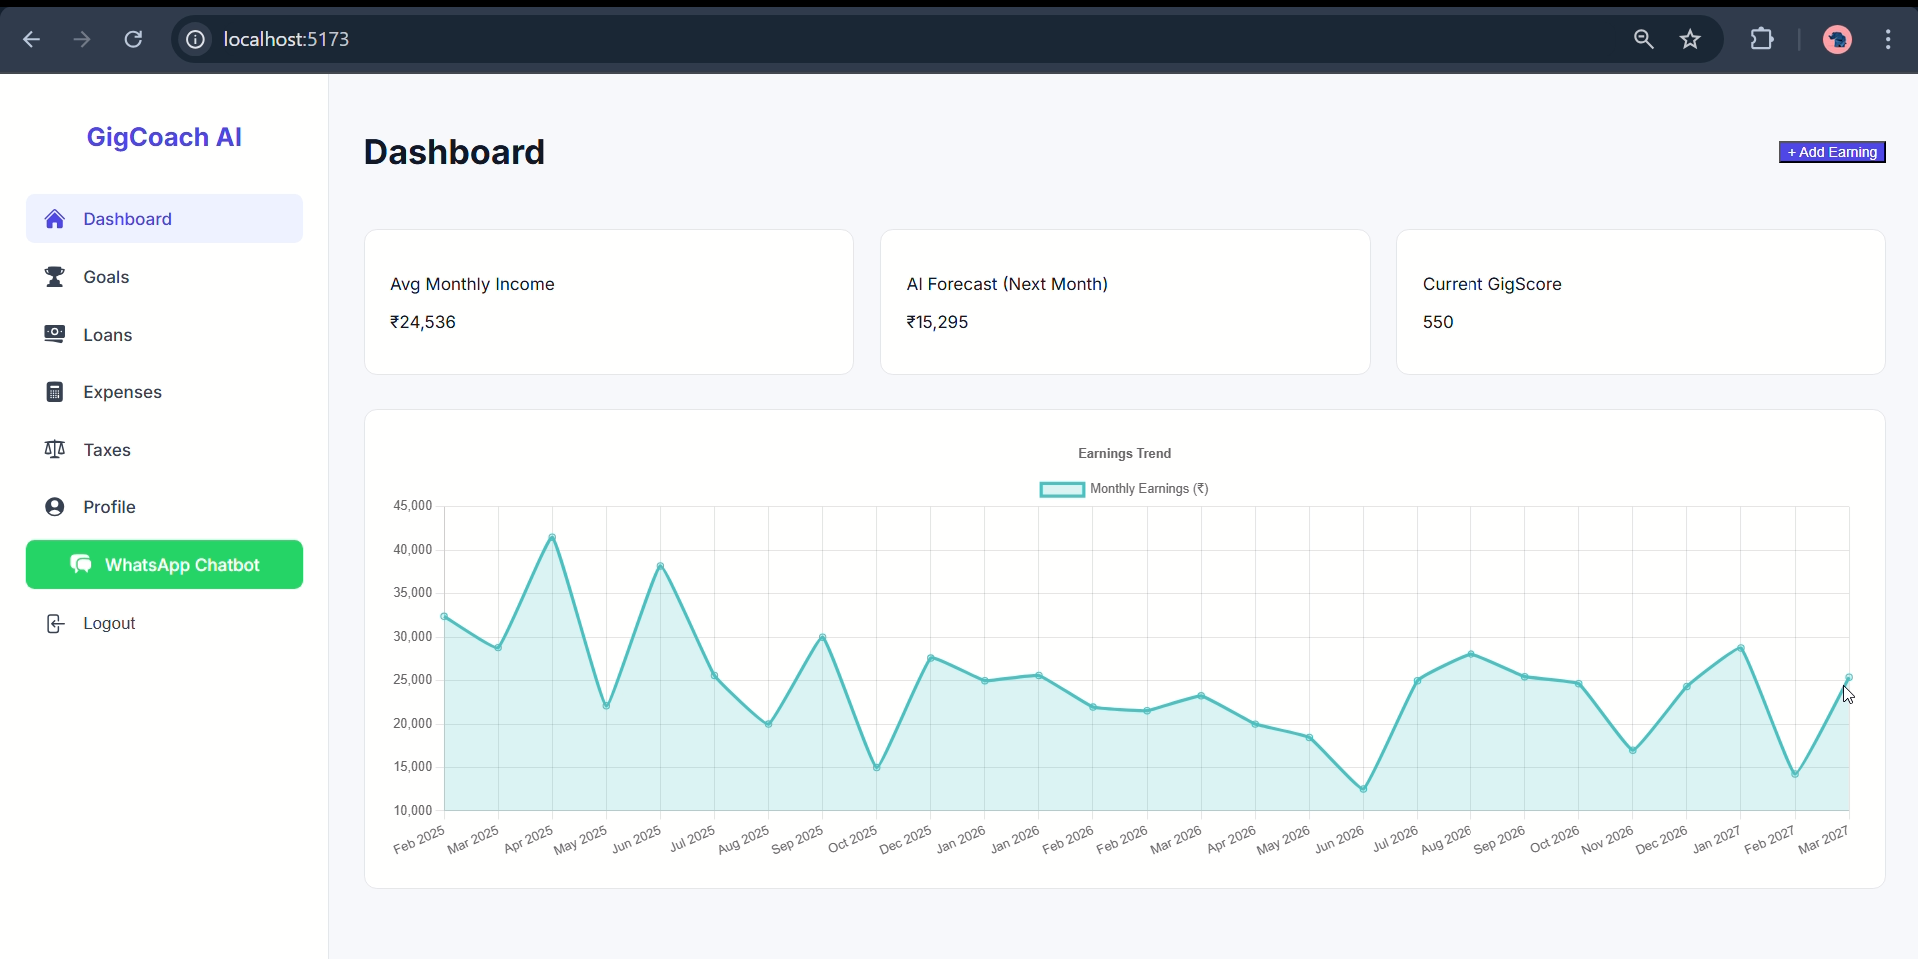 localhost:5173
GigCoach AI
Dashboard
Goals
Loans
Expenses
Taxes
Profile
WhatsApp Chatbot
Logout
Dashboard
+ Add Earning
Avg Monthly Income
₹24,536
AI Forecast (Next Month)
₹15,295
Current GigScore
550
Earnings Trend
Monthly Earnings (₹)
45,000
40,000
35,000
30,000
25,000
20,000
15,000
10,000
Feb 2025
Mar 2025
Apr 2025
May 2025
Jun 2025
Jul 2025
Aug 2025
Sep 2025
Oct 2025
Dec 2025
Jan 2026
Jan 2026
Feb 2026
Feb 2026
Mar 2026
Apr 2026
May 2026
Jun 2026
Jul 2026
Aug 2026
Sep 2026
Oct 2026
Nov 2026
Dec 2026
Jan 2027
Feb 2027
Mar 2027